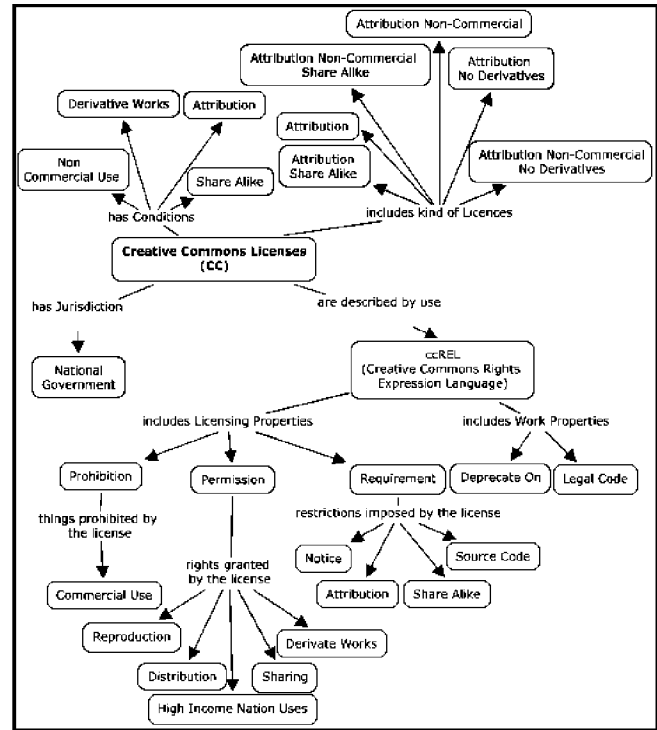 Attribution Non-Commercial
Attribution Non-Commercial
Share Alike
Attribution
No Derivatives
Derivative Works
Attribution
Attribution
Non
Commercial Use
Share Alike
Attribution
Share Alike
Attribution Non-Commercial
No Derivatives
has Conditions
includes kind of Licences
Creative Commons Licenses
(CC)
has Jurisdiction
are described by use
National
Government
ccREL
(Creative Commons Rights
Expression Language)
includes Licensing Properties
includes Work Properties
Prohibition
Permission
Requirement
Deprecate On
Legal Code
things prohibited by
the license
restrictions imposed by the license
rights granted
by the license
Notice
Source Code
Commercial Use
Attribution
Share Alike
Reproduction
Derivate Works
Distribution
Sharing
High Income Nation Uses